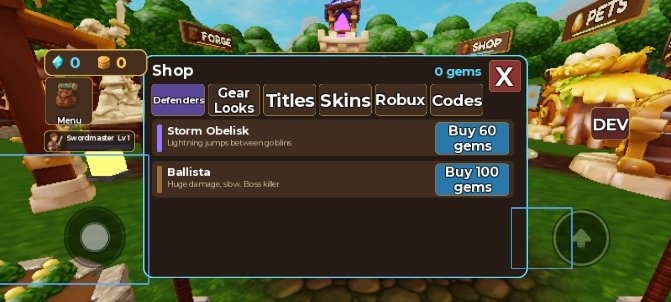 FORGE
SHOP
PETS
0 0
Menu
Swordmaster Lv1
Shop
0 gems
X
Defenders
Gear Looks
Titles
Skins
Robux
Codes
Storm Obelisk
Lightning jumps between goblins
Buy 60
gems
Ballista
Huge damage, slow. Boss killer
Buy 100
gems
DEV